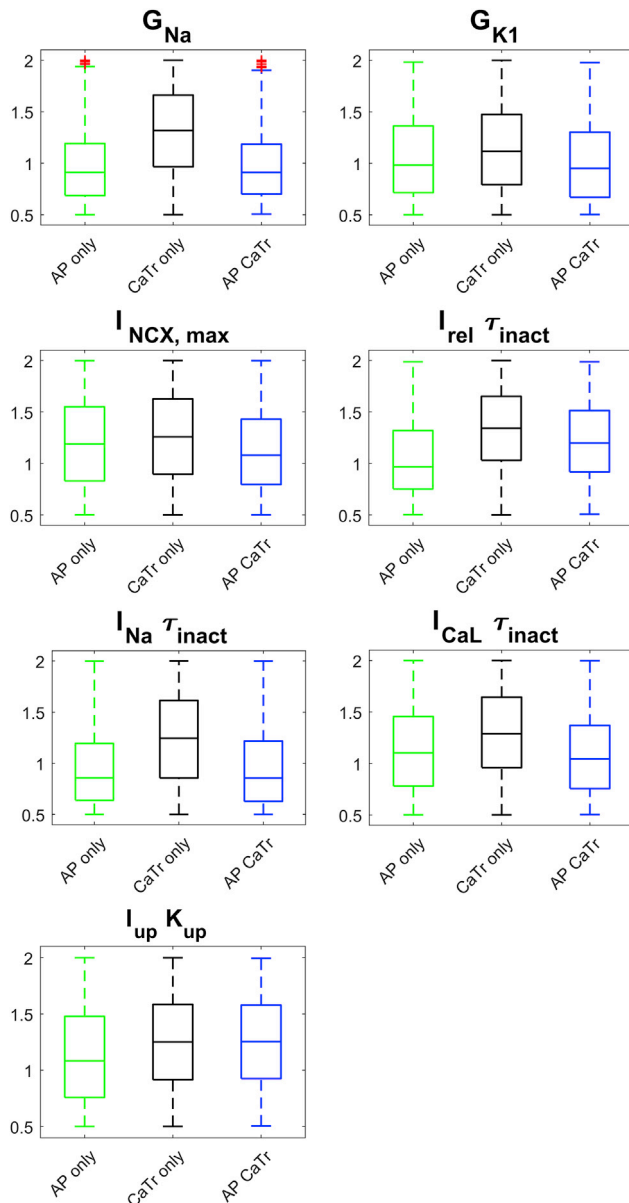 G_Na
2
1.5
1
0.5
AP only
CaTr only
AP CaTr
G_K1
2
1.5
1
0.5
AP only
CaTr only
AP CaTr
I_NCX, max
2
1.5
1
0.5
AP only
CaTr only
AP CaTr
I_rel τ_inact
2
1.5
1
0.5
AP only
CaTr only
AP CaTr
I_Na τ_inact
2
1.5
1
0.5
AP only
CaTr only
AP CaTr
I_CaL τ_inact
2
1.5
1
0.5
AP only
CaTr only
AP CaTr
I_up K_up
2
1.5
1
0.5
AP only
CaTr only
AP CaTr